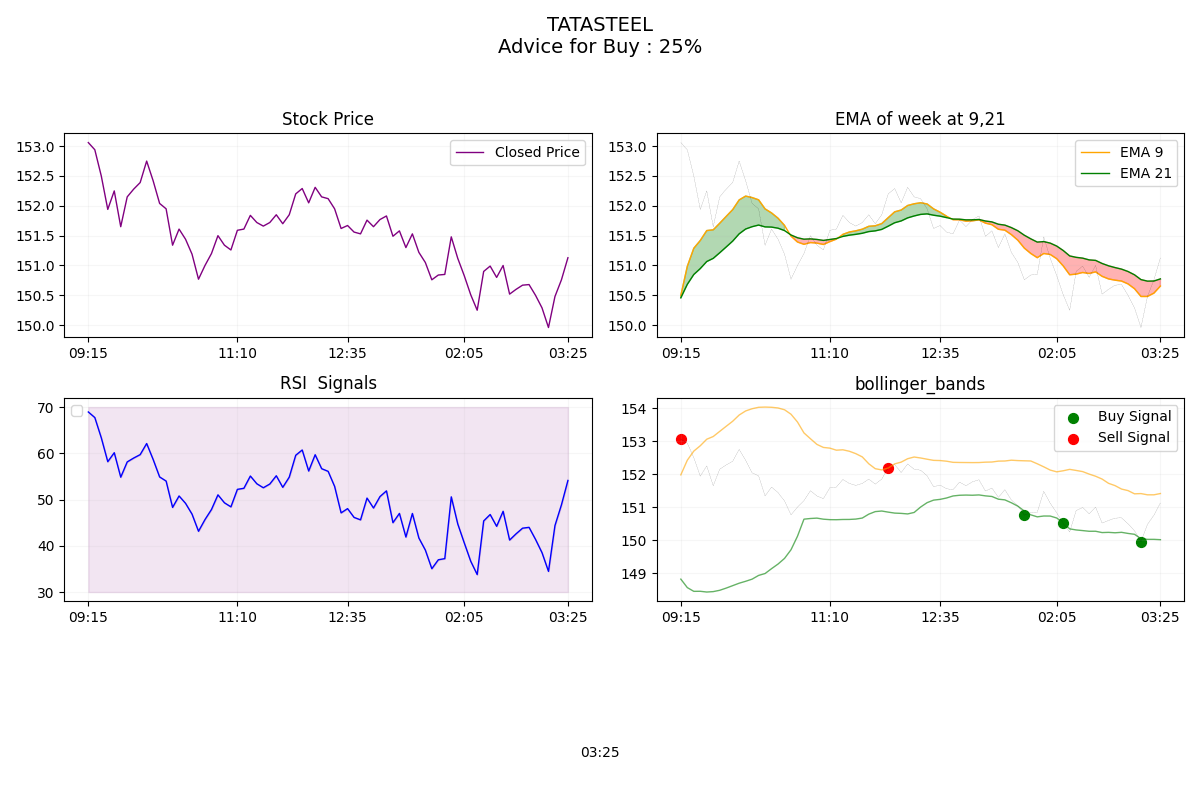 TATASTEEL
Advice for Buy : 25%
Stock Price
153.0
152.5
152.0
151.5
151.0
150.5
150.0
Closed Price
09:15 11:10 12:35 02:05 03:25
EMA of week at 9,21
153.0
152.5
152.0
151.5
151.0
150.5
150.0
EMA 9
EMA 21
09:15 11:10 12:35 02:05 03:25
RSI  Signals
70
60
50
40
30
09:15 11:10 12:35 02:05 03:25
bollinger_bands
154
153
152
151
150
149
Buy Signal
Sell Signal
09:15 11:10 12:35 02:05 03:25
03:25